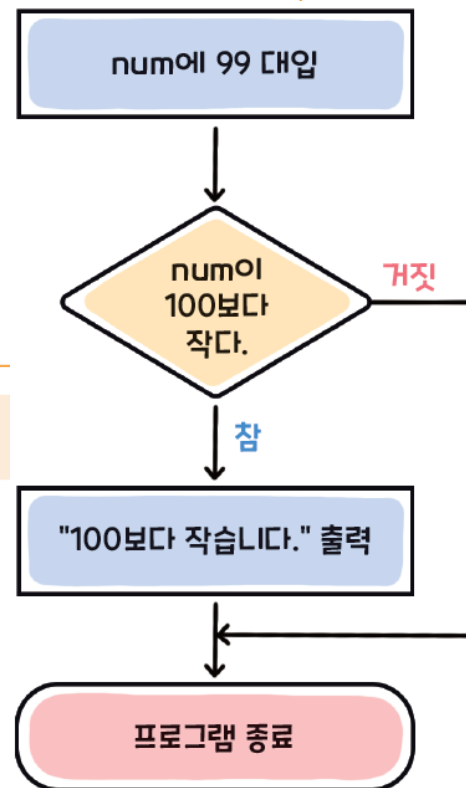 num에 99 대입
num이
100보다
작다.
거짓
참
"100보다 작습니다." 출력
프로그램 종료